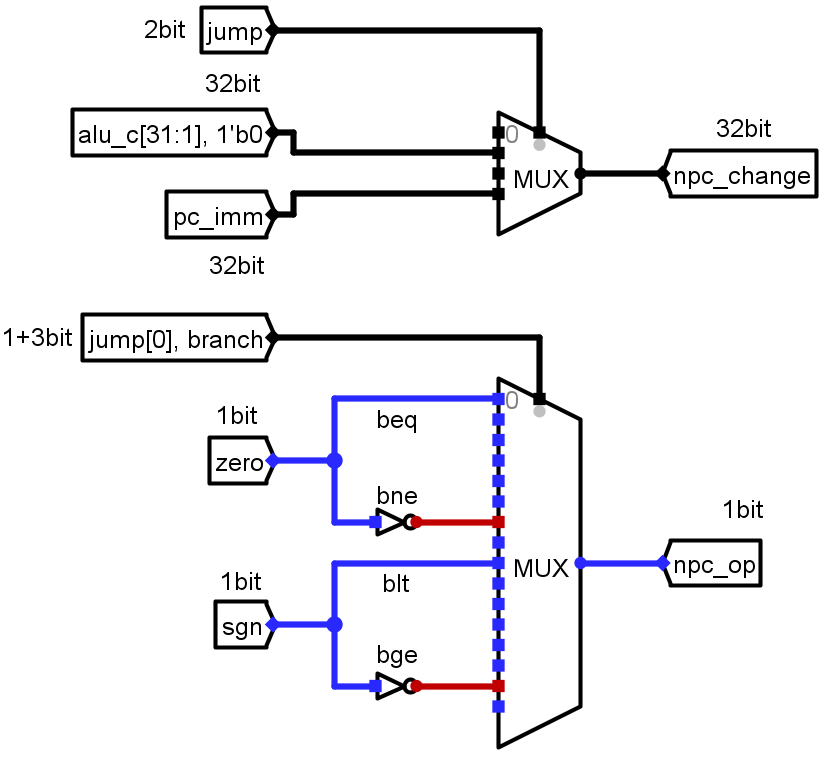 2bit
jump
32bit
alu_c[31:1], 1'b0
0
MUX
32bit
npc_change
pc_imm
32bit
1+3bit
jump[0], branch
0
1bit
zero
beq
bne
MUX
1bit
npc_op
1bit
sgn
blt
bge